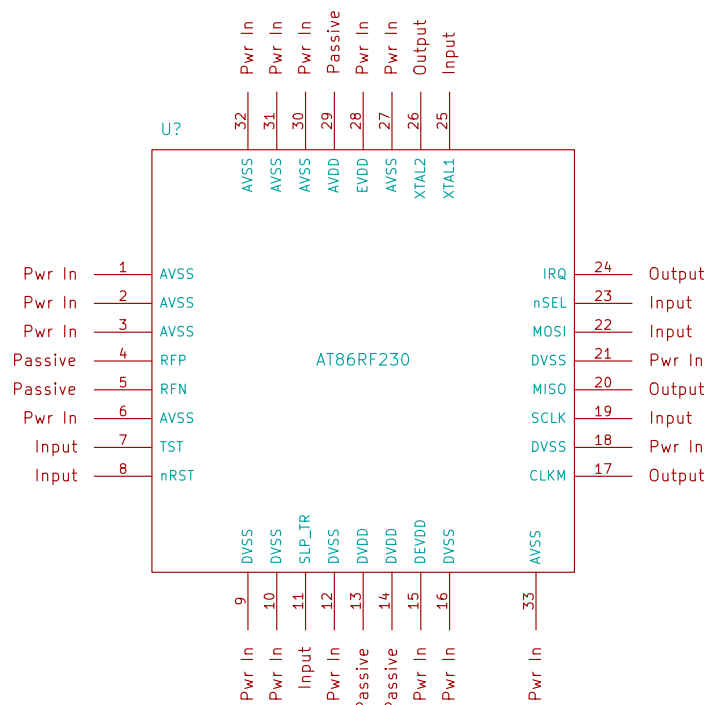 Pwr In Pwr In Pwr In Passive Pwr In Pwr In Output Input
32 31 30 29 28 27 26 25
U?
AVSS AVSS AVSS AVDD EVDD AVSS XTAL2 XTAL1
Pwr In 1 AVSS IRQ 24 Output
Pwr In 2 AVSS nSEL 23 Input
Pwr In 3 AVSS MOSI 22 Input
Passive 4 RFP AT86RF230 DVSS 21 Pwr In
Passive 5 RFN MISO 20 Output
Pwr In 6 AVSS SCLK 19 Input
Input 7 TST DVSS 18 Pwr In
Input 8 nRST CLKM 17 Output
DVSS DVSS SLP_TR DVSS DVDD DVDD DEVDD DVSS AVSS
9 10 11 12 13 14 15 16 33
Pwr In Pwr In Input Pwr In Passive Passive Pwr In Pwr In Pwr In